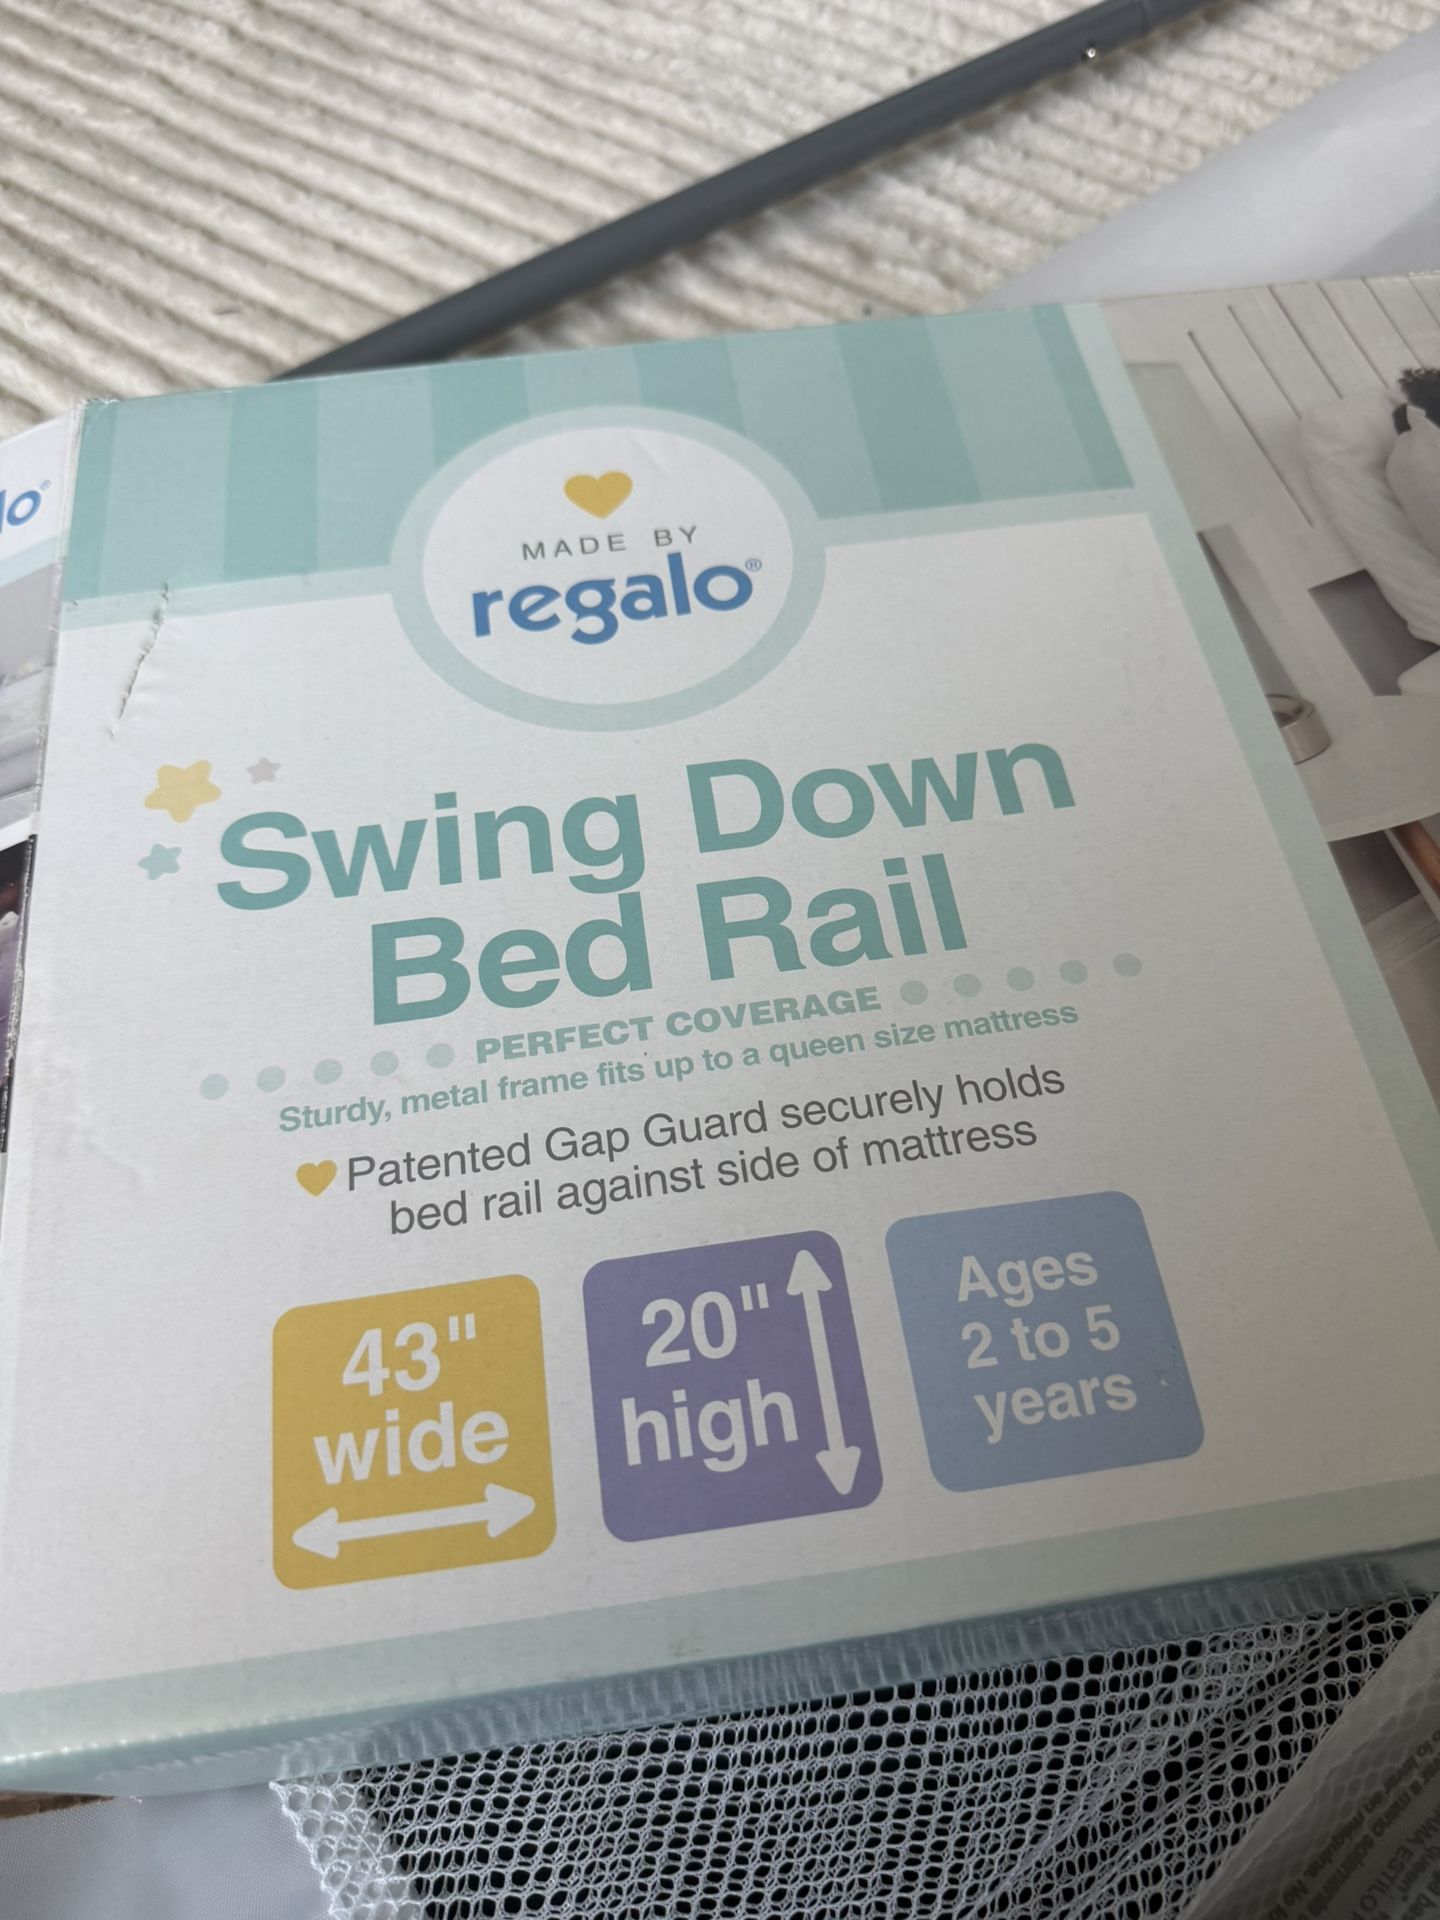 lo®
MADE BY
regalo®
Swing Down
Bed Rail
PERFECT COVERAGE
Sturdy, metal frame fits up to a queen size mattress
Patented Gap Guard securely holds
bed rail against side of mattress
43"
wide
20"
high
Ages
2 to 5
years